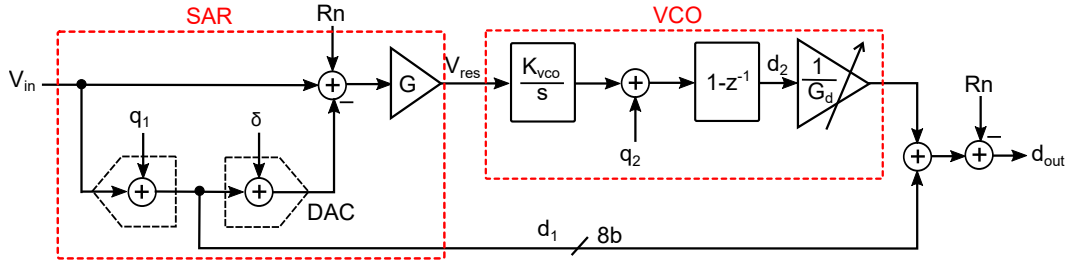 SAR
VCO
Rn
V_in
G
V_res
K_vco
s
1-z^-1
d_2
1
G_d
Rn
q_1
δ
q_2
d_out
DAC
d_1
8b